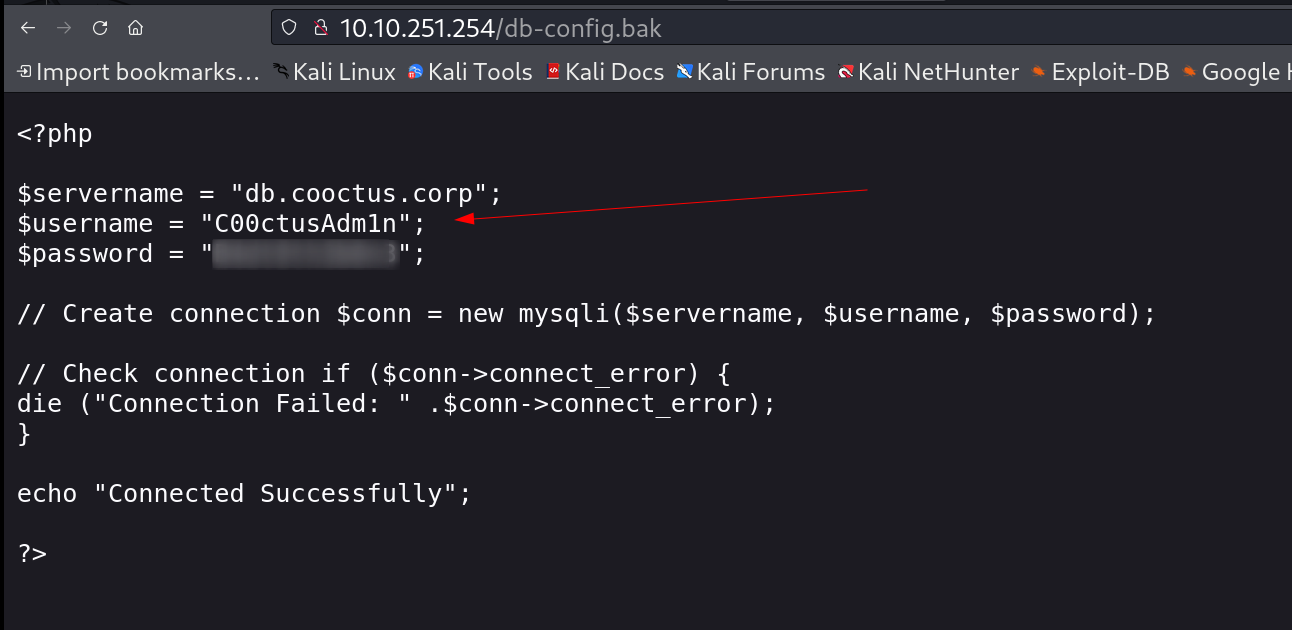 10.10.251.254/db-config.bak
Import bookmarks... Kali Linux Kali Tools Kali Docs Kali Forums Kali NetHunter Exploit-DB Google
<?php
$servername = "db.cooctus.corp";
$username = "C00ctusAdm1n";
$password = "";
// Create connection $conn = new mysqli($servername, $username, $password);
// Check connection if ($conn->connect_error) {
die ("Connection Failed: " .$conn->connect_error);
}
echo "Connected Successfully";
?>